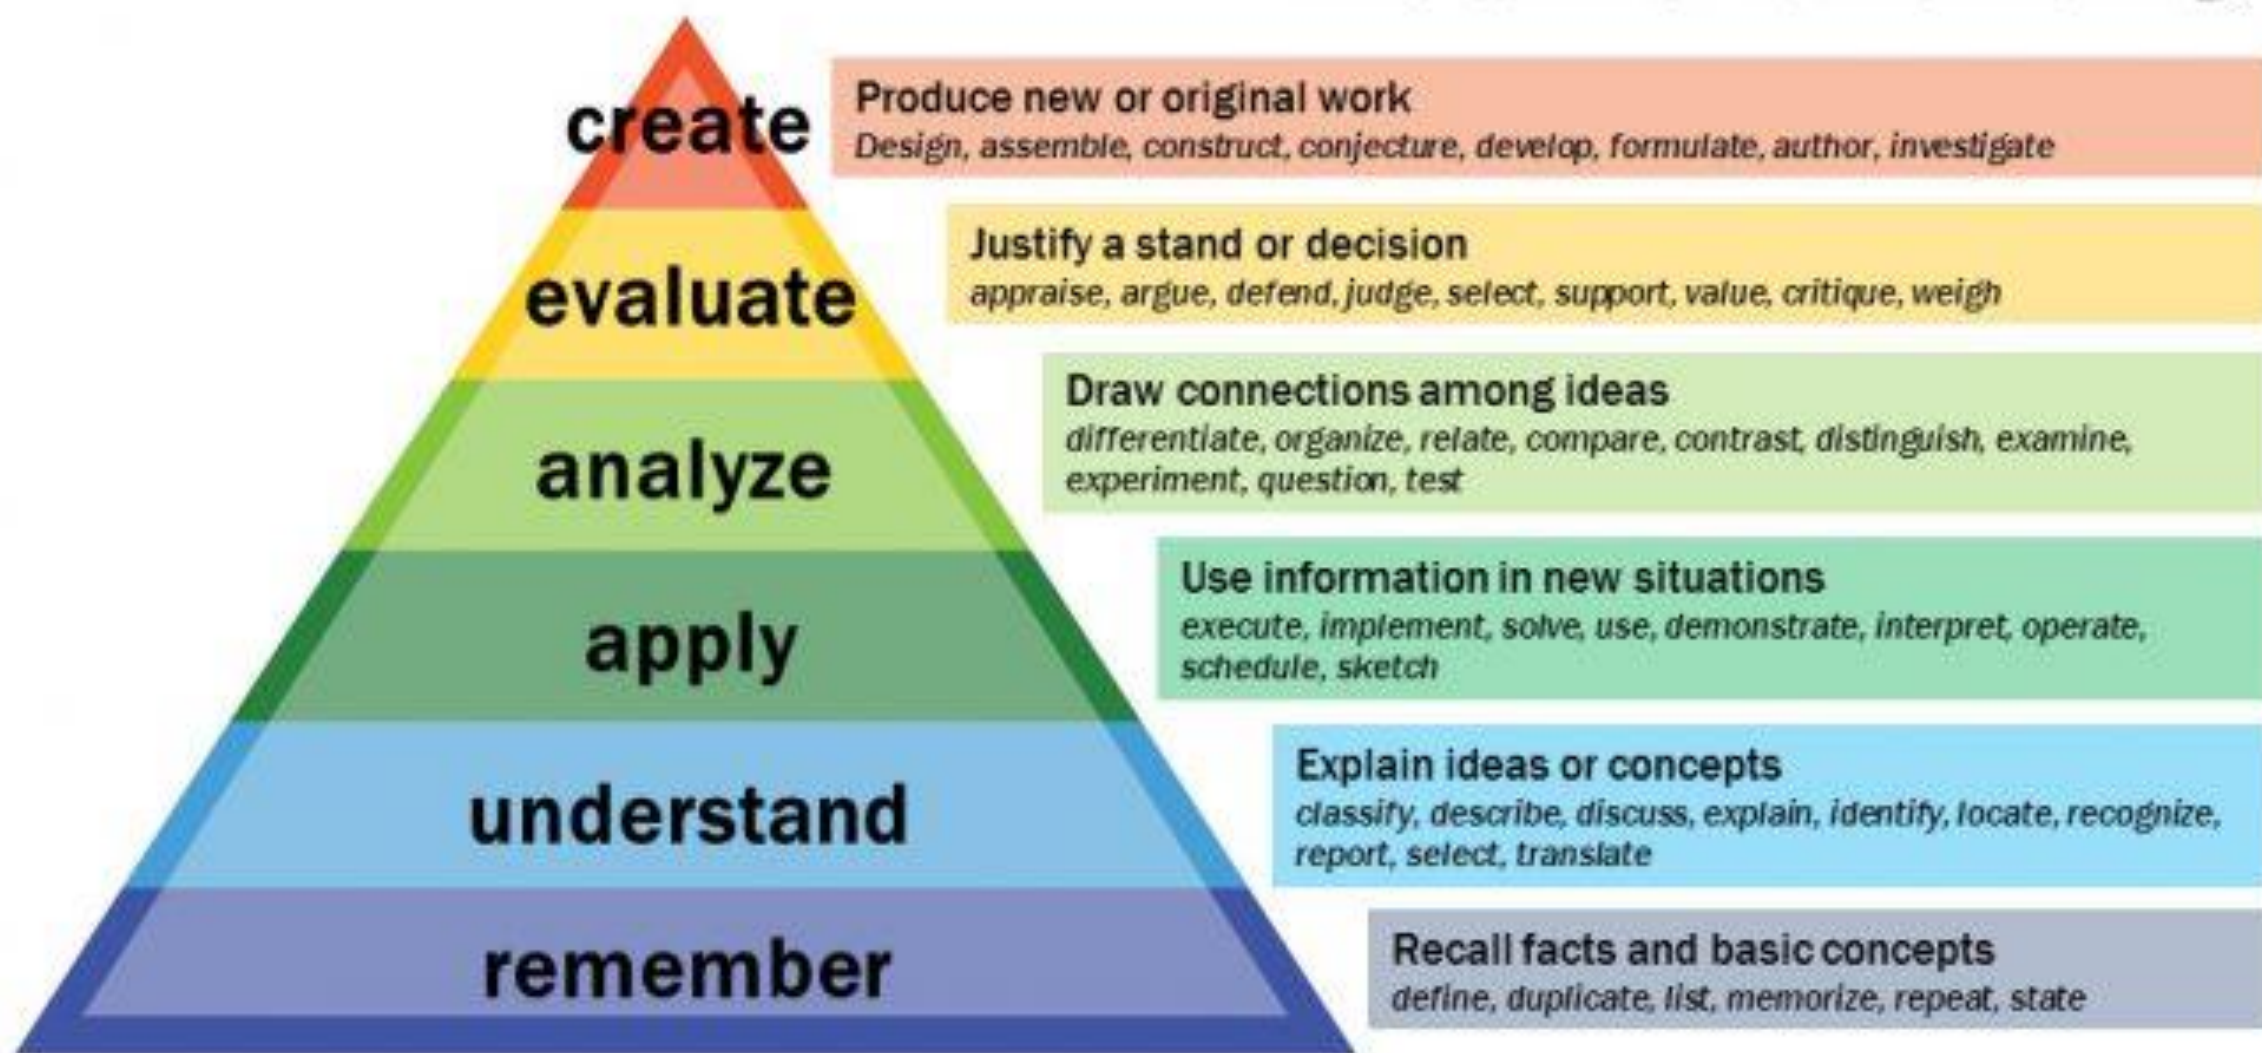 create
Produce new or original work
Design, assemble, construct, conjecture, develop, formulate, author, investigate
evaluate
Justify a stand or decision
appraise, argue, defend, judge, select, support, value, critique, weigh
analyze
Draw connections among ideas
differentiate, organize, relate, compare, contrast, distinguish, examine,
experiment, question, test
apply
Use information in new situations
execute, implement, solve, use, demonstrate, interpret, operate,
schedule, sketch
understand
Explain ideas or concepts
classify, describe, discuss, explain, identify, locate, recognize,
report, select, translate
remember
Recall facts and basic concepts
define, duplicate, list, memorize, repeat, state